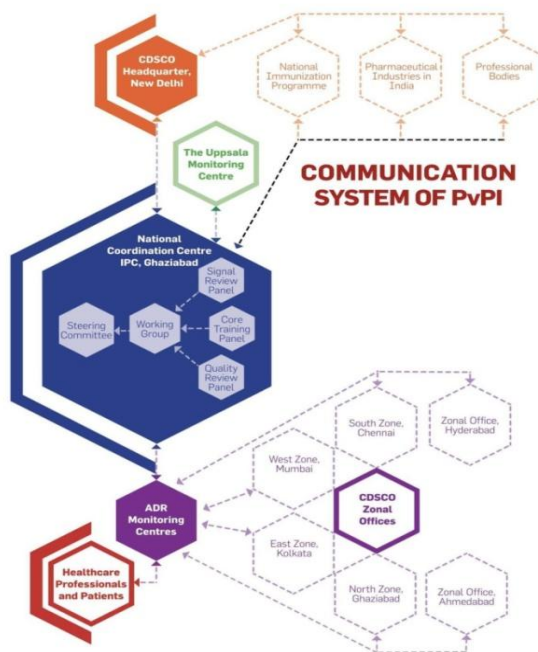 CDSCO
Headquarter,
New Delhi
National
Immunization
Programme
Pharmaceutical
Industries in
India
Professional
Bodies
The Uppsala
Monitoring
Centre
COMMUNICATION
SYSTEM OF PvPI
National
Coordination Centre
IPC, Ghaziabad
Signal
Review
Panel
Steering
Committee
Working
Group
Core
Training
Panel
Quality
Review
Panel
South Zone,
Chennai
Zonal Office,
Hyderabad
West Zone,
Mumbai
ADR
Monitoring
Centres
CDSCO
Zonal
Offices
East Zone,
Kolkata
Healthcare
Professionals
and Patients
North Zone,
Ghaziabad
Zonal Office,
Ahmedabad